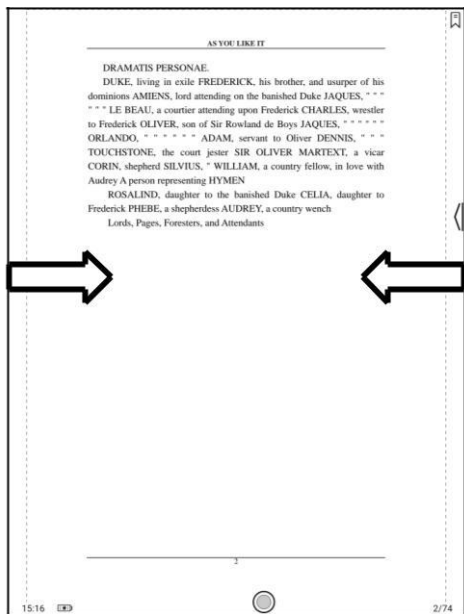 AS YOU LIKE IT
DRAMATIS PERSONAE.
DUKE, living in exile FREDERICK, his brother, and usurper of his
dominions AMIENS, lord attending on the banished Duke JAQUES, " " "
" " " LE BEAU, a courtier attending upon Frederick CHARLES, wrestler
to Frederick OLIVER, son of Sir Rowland de Boys JAQUES, " " " " " "
ORLANDO, " " " " " " ADAM, servant to Oliver DENNIS, " " "
TOUCHSTONE, the court jester SIR OLIVER MARTEXT, a vicar
CORIN, shepherd SILVIUS, " WILLIAM, a country fellow, in love with
Audrey A person representing HYMEN
ROSALIND, daughter to the banished Duke CELIA, daughter to
Frederick PHEBE, a shepherdess AUDREY, a country wench
Lords, Pages, Foresters, and Attendants
2
15:16 2/74